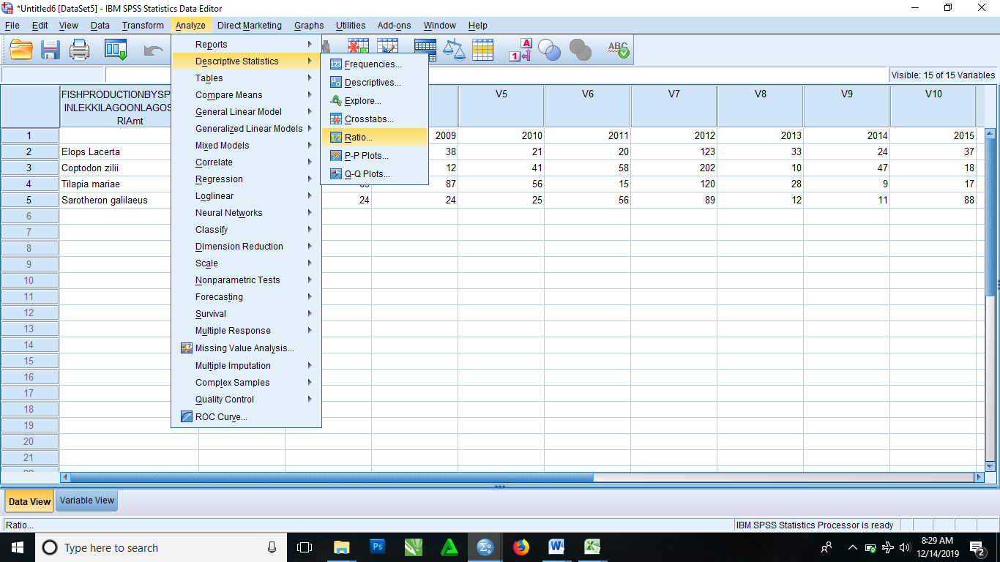 *Untitled6 [DataSet5] - IBM SPSS Statistics Data Editor
File Edit View Data Transform Analyze Direct Marketing Graphs Utilities Add-ons Window Help
Visible: 15 of 15 Variables
FISHPRODUCTIONBYSP
INLEKKILAGOONLAGOS
RIAmt
V5 V6 V7 V8 V9 V10
1 2009 2010 2011 2012 2013 2014 2015
2 Elops Lacerta 38 21 20 123 33 24 37
3 Coptodon zilii 12 41 58 202 10 47 18
4 Tilapia mariae 87 56 15 120 28 9 17
5 Sarotheron galilaeus 24 24 25 56 89 12 11 88
6
7
8
9
10
11
12
13
14
15
16
17
18
19
20
21
Reports
Descriptive Statistics
Tables
Compare Means
General Linear Model
Generalized Linear Models
Mixed Models
Correlate
Regression
Loglinear
Neural Networks
Classify
Dimension Reduction
Scale
Nonparametric Tests
Forecasting
Survival
Multiple Response
Missing Value Analysis...
Multiple Imputation
Complex Samples
Quality Control
ROC Curve...
123 Frequencies...
Descriptives...
Explore...
Crosstabs...
1/2 Ratio...
P-P Plots...
Q-Q Plots...
Data View Variable View
Ratio... IBM SPSS Statistics Processor is ready
Type here to search
8:29 AM
12/14/2019
2